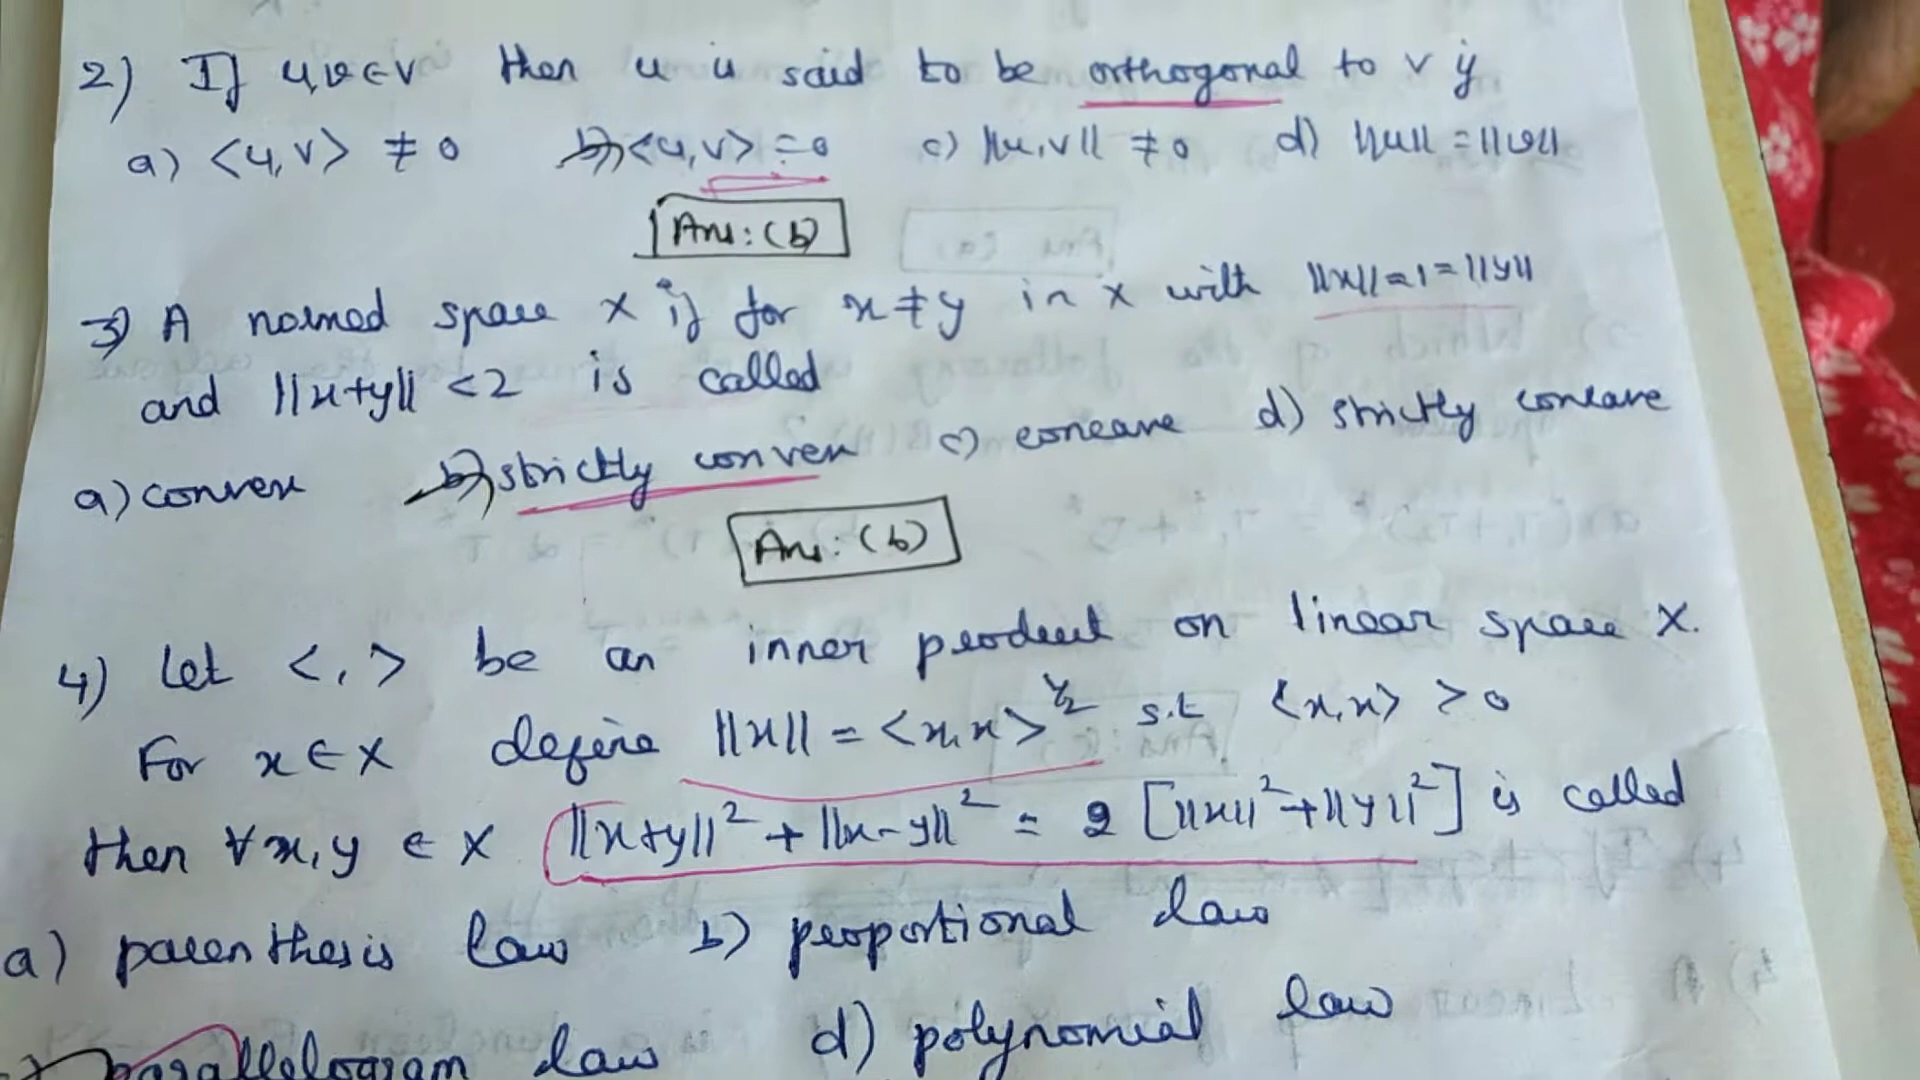 2) If u,v∈V then u is said to be orthogonal to v if
a) <u,v> ≠ 0 b) <u,v> = 0 c) ||u,v|| ≠ 0 d) ||u|| = ||v||
Ans: (b)
3) A normed space X if for x≠y in X with ||x||=1=||y||
and ||x+y|| <2 is called
a) convex b) strictly convex c) concave d) strictly concave
Ans: (b)
4) Let <,> be an inner product on linear space X.
For x∈X define ||x|| = <x,x>^1/2 s.t <x,x> > 0
then ∀x,y ∈ X ||x+y||² + ||x-y||² = 2 [||x||²+||y||²] is called
a) parenthesis law b) proportional law
parallelogram law d) polynomial law